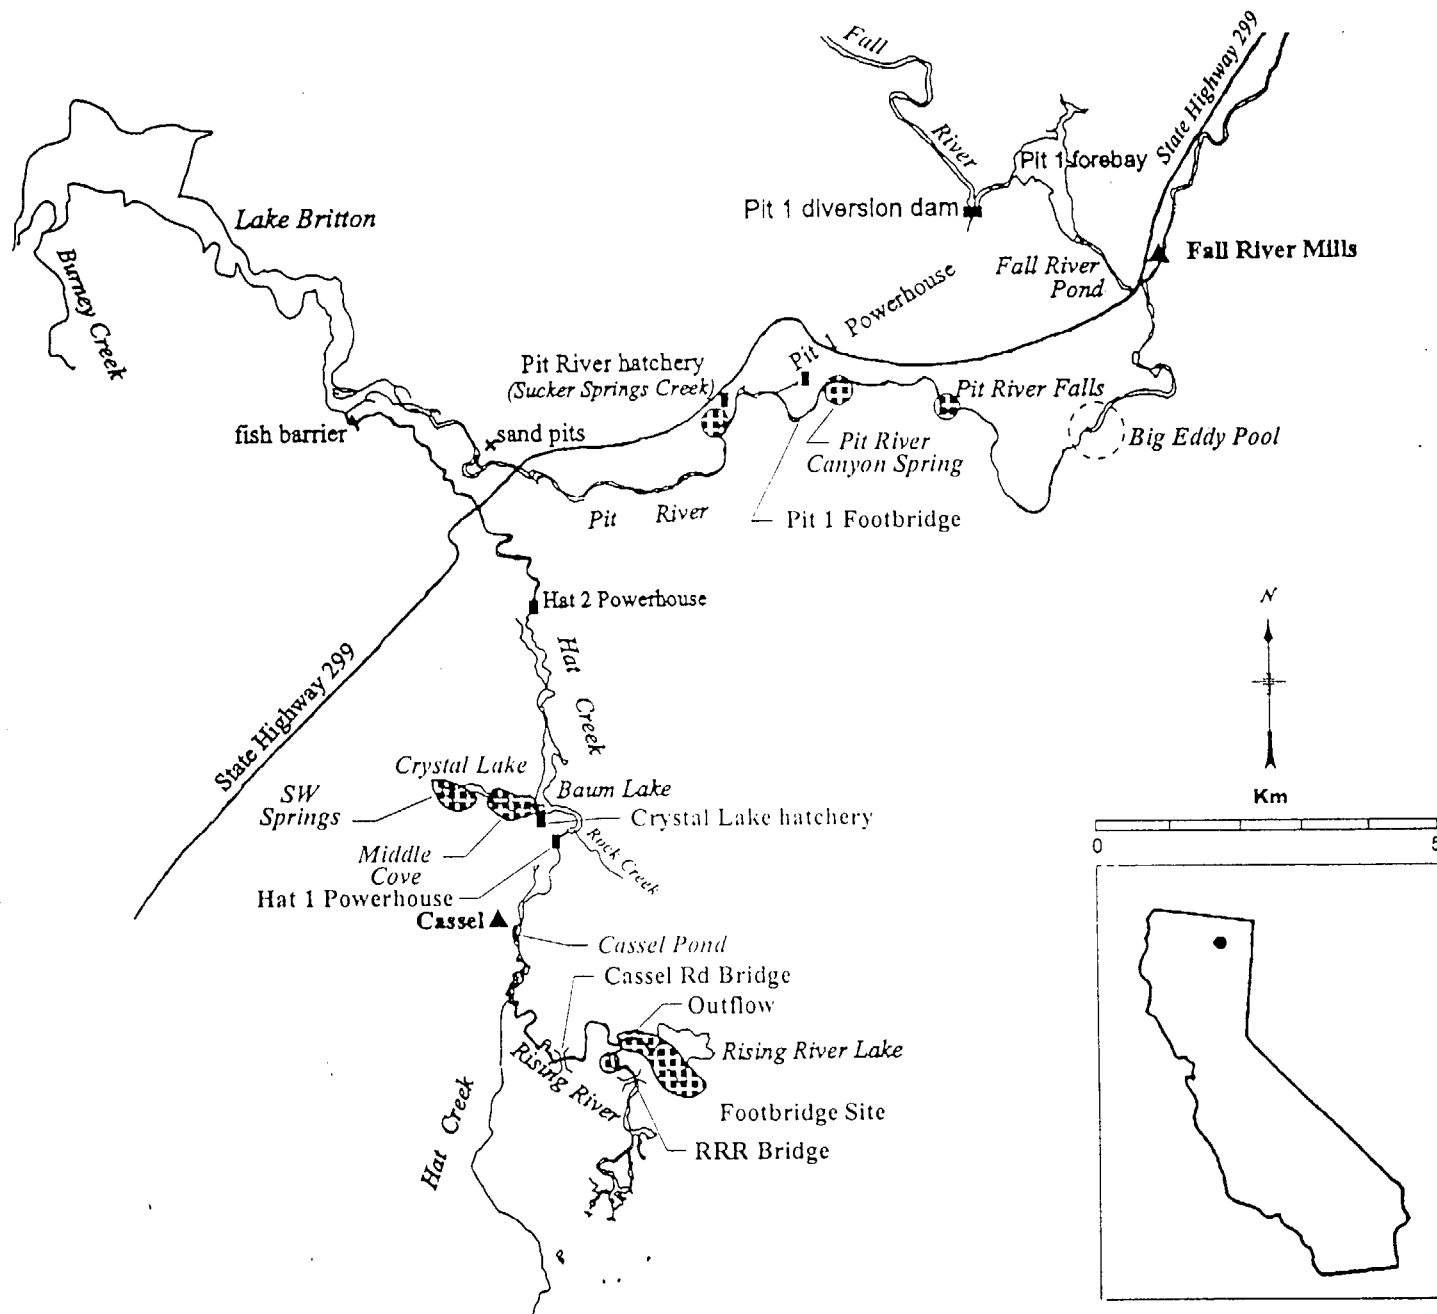 Fall
River
State Highway 299
Pit 1 forebay
Pit 1 diversion dam
Lake Britton
Fall River Mills
Fall River
Pond
Burney Creek
Pit 1 Powerhouse
Pit River hatchery
(Sucker Springs Creek)
Pit River Falls
fish barrier
sand pits
Pit River
Canyon Spring
Big Eddy Pool
Pit River
Pit 1 Footbridge
Hat 2 Powerhouse
N
Hat Creek
State Highway 299
Crystal Lake
SW
Springs
Baum Lake
Km
Crystal Lake hatchery
0 5
Middle
Cove
Rock Creek
Hat 1 Powerhouse
Cassel
Cassel Pond
Cassel Rd Bridge
Outflow
Rising River Lake
Rising River
Hat Creek
Footbridge Site
RRR Bridge